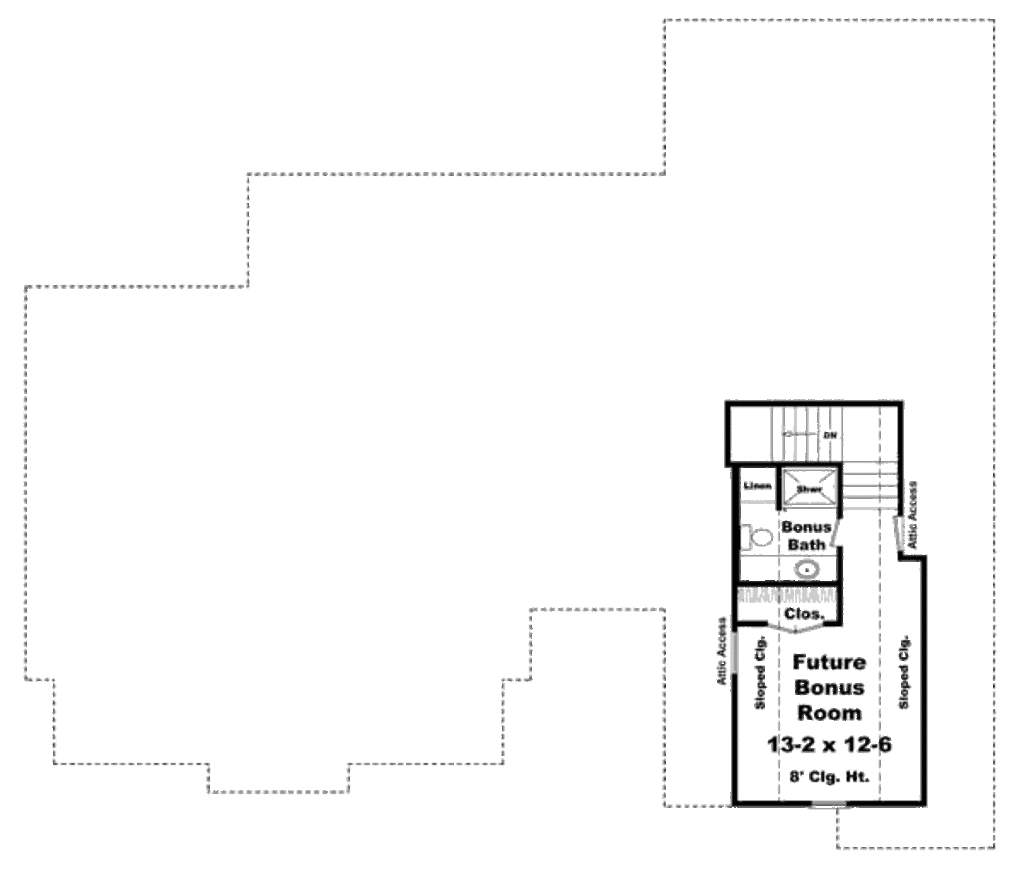 DN
Linen
Shwr
Attic Access
Bonus
Bath
Clos.
Attic Access
Sloped Clg.
Sloped Clg.
Future
Bonus
Room
13-2 x 12-6
8' Clg. Ht.